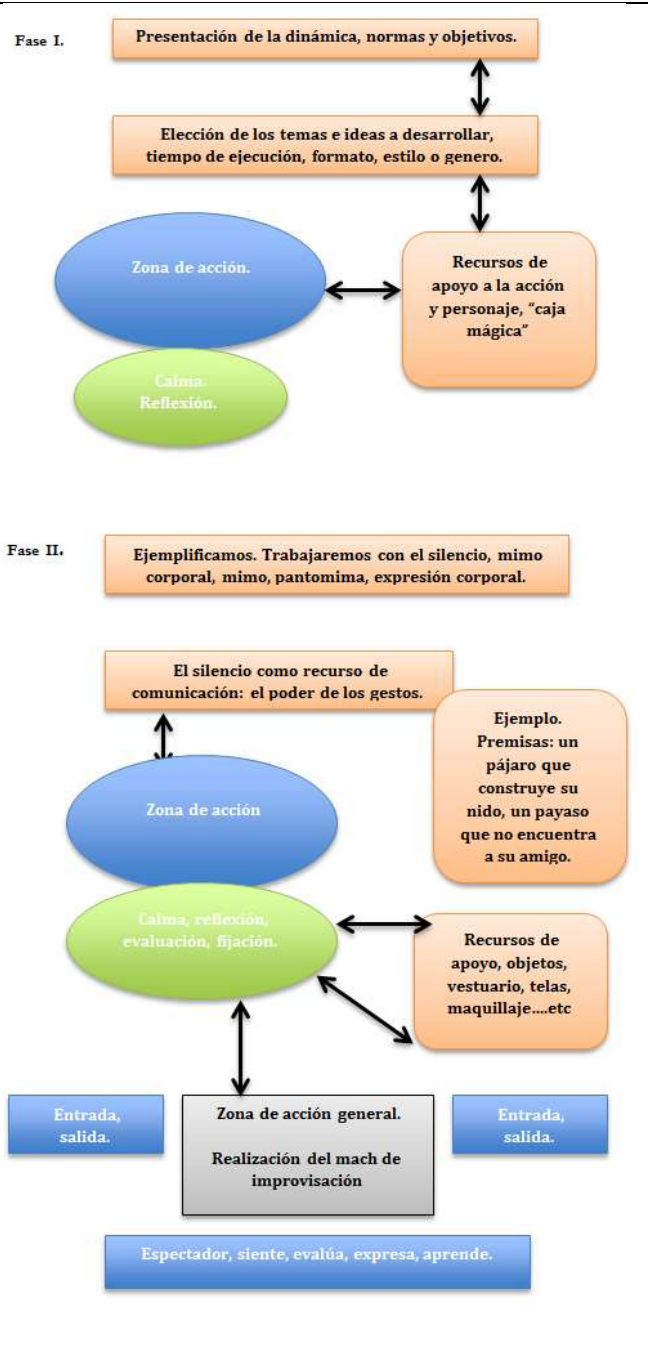 Fase I.
Presentación de la dinámica, normas y objetivos.
Elección de los temas e ideas a desarrollar,
tiempo de ejecución, formato, estilo o genero.
Zona de acción.
Recursos de
apoyo a la acción
y personaje, “caja
mágica”
Calma.
Reflexión.
Fase II.
Ejemplificamos. Trabajaremos con el silencio, mimo
corporal, mimo, pantomima, expresión corporal.
El silencio como recurso de
comunicación: el poder de los gestos.
Ejemplo.
Premisas: un
pájaro que
construye su
nido, un payaso
que no encuentra
a su amigo.
Zona de acción
Calma, reflexión,
evaluación, fijación.
Recursos de
apoyo, objetos,
vestuario, telas,
maquillaje....etc
Entrada,
salida.
Zona de acción general.
Realización del mach de
improvisación
Entrada,
salida.
Espectador, siente, evalúa, expresa, aprende.